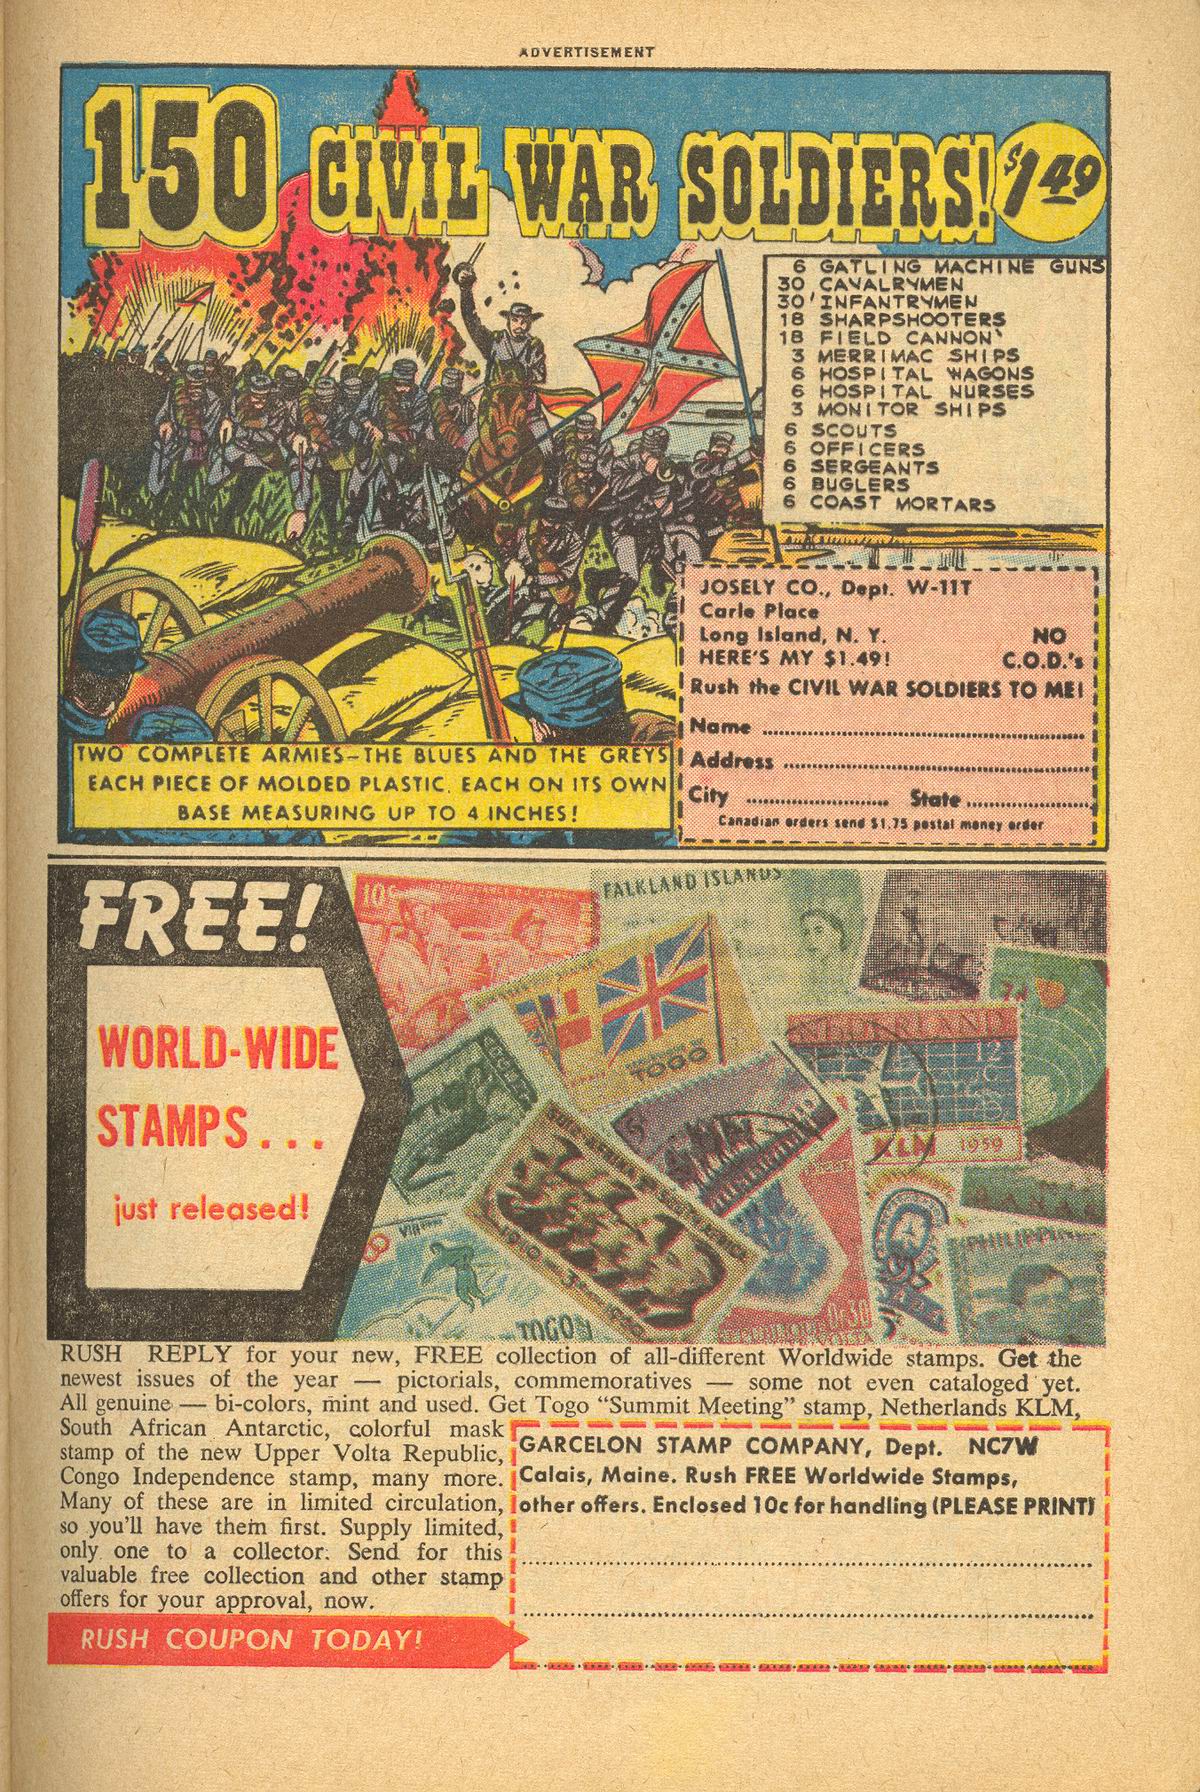 ADVERTISEMENT
150 CIVIL WAR SOLDIERS! $1.49
6 GATLING MACHINE GUNS
30 CAVALRYMEN
30 INFANTRYMEN
18 SHARPSHOOTERS
18 FIELD CANNON
3 MERRIMAC SHIPS
6 HOSPITAL WAGONS
6 HOSPITAL NURSES
3 MONITOR SHIPS
6 SCOUTS
6 OFFICERS
6 SERGEANTS
6 BUGLERS
6 COAST MORTARS
JOSELY CO., Dept. W-11T
Carle Place
Long Island, N. Y. NO
HERE'S MY $1.49! C.O.D.'s
Rush the CIVIL WAR SOLDIERS TO ME!
Name
Address
City State
Canadian orders send $1.75 postal money order
TWO COMPLETE ARMIES-THE BLUES AND THE GREYS
EACH PIECE OF MOLDED PLASTIC. EACH ON ITS OWN
BASE MEASURING UP TO 4 INCHES!
FREE!
WORLD-WIDE
STAMPS...
just released!
10c
FALKLAND ISLANDS
TOGO
NEDERLAND
12
KLM 1959
1910
PHILIPPIN
TOGO
0f30
RUSH REPLY for your new, FREE collection of all-different Worldwide stamps. Get the
newest issues of the year — pictorials, commemoratives — some not even cataloged yet.
All genuine — bi-colors, mint and used. Get Togo "Summit Meeting" stamp, Netherlands KLM,
South African Antarctic, colorful mask
stamp of the new Upper Volta Republic,
Congo Independence stamp, many more.
Many of these are in limited circulation,
so you'll have them first. Supply limited,
only one to a collector. Send for this
valuable free collection and other stamp
offers for your approval, now.
RUSH COUPON TODAY!
GARCELON STAMP COMPANY, Dept. NC7W
Calais, Maine. Rush FREE Worldwide Stamps,
other offers. Enclosed 10c for handling (PLEASE PRINT)